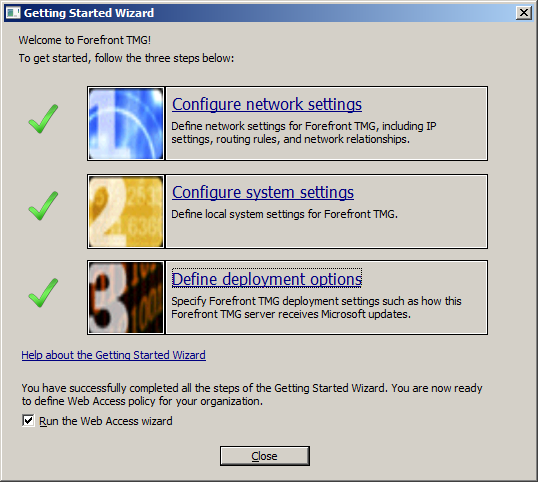 Getting Started Wizard
Welcome to Forefront TMG!
To get started, follow the three steps below:
1
Configure network settings
Define network settings for Forefront TMG, including IP
settings, routing rules, and network relationships.
2
Configure system settings
Define local system settings for Forefront TMG.
3
Define deployment options
Specify Forefront TMG deployment settings such as how this
Forefront TMG server receives Microsoft updates.
Help about the Getting Started Wizard
You have successfully completed all the steps of the Getting Started Wizard. You are now ready
to define Web Access policy for your organization.
Run the Web Access wizard
Close